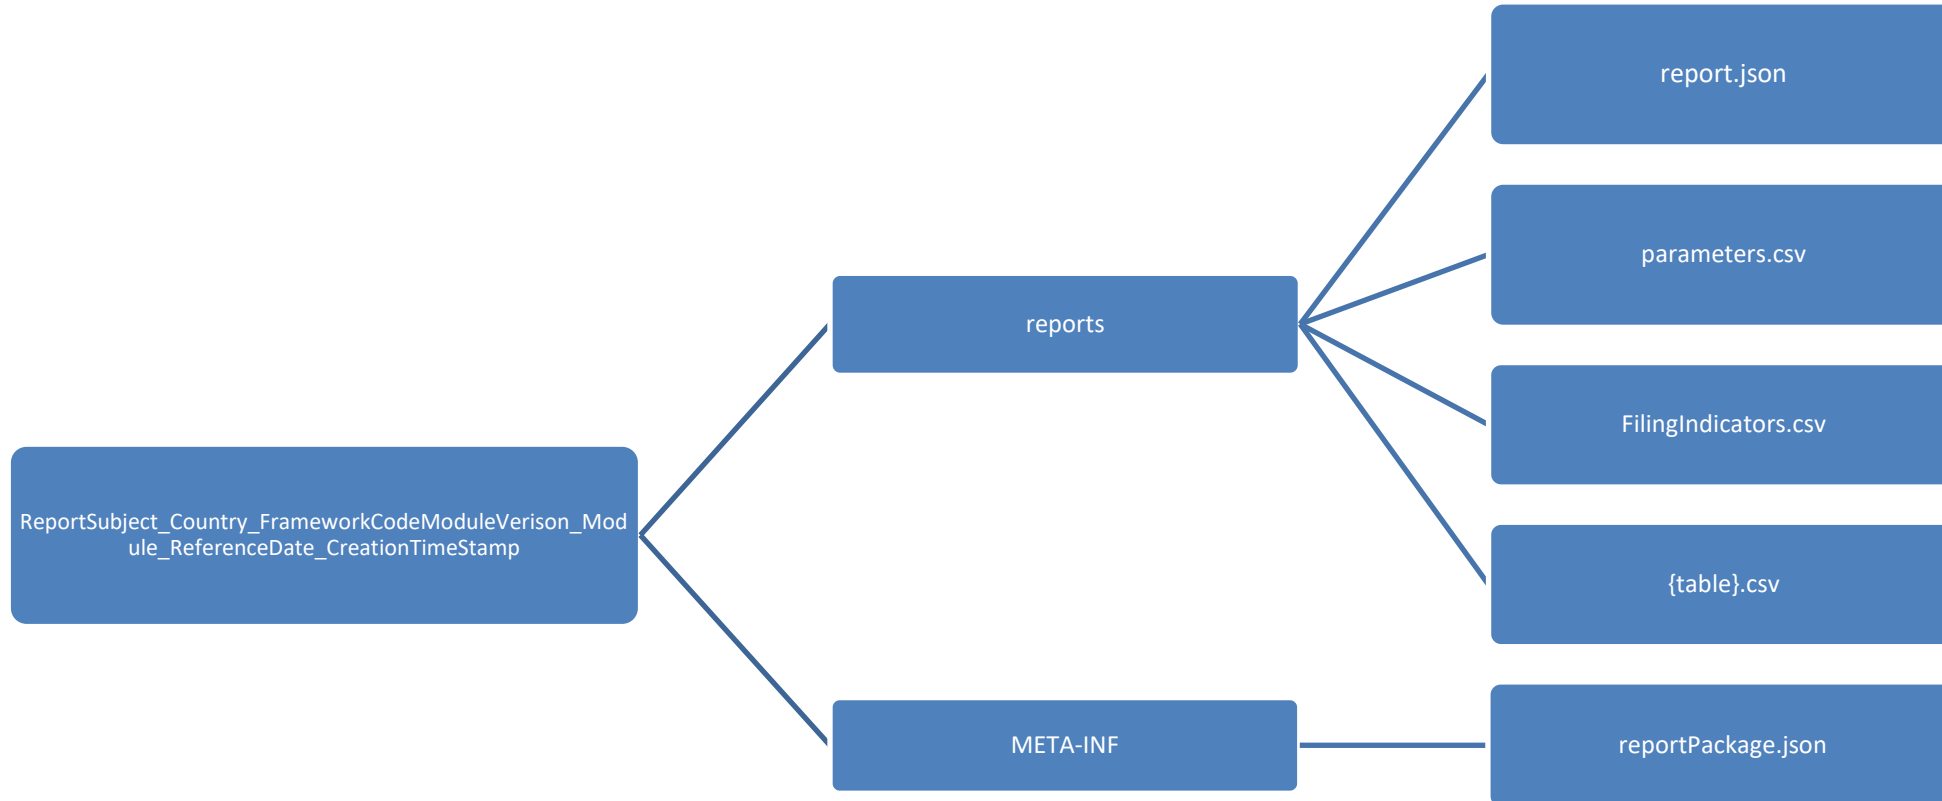 report.json
parameters.csv
reports
FilingIndicators.csv
ReportSubject_Country_FrameworkCodeModuleVerison_Mod
ule_ReferenceDate_CreationTimeStamp
{table}.csv
META-INF
reportPackage.json